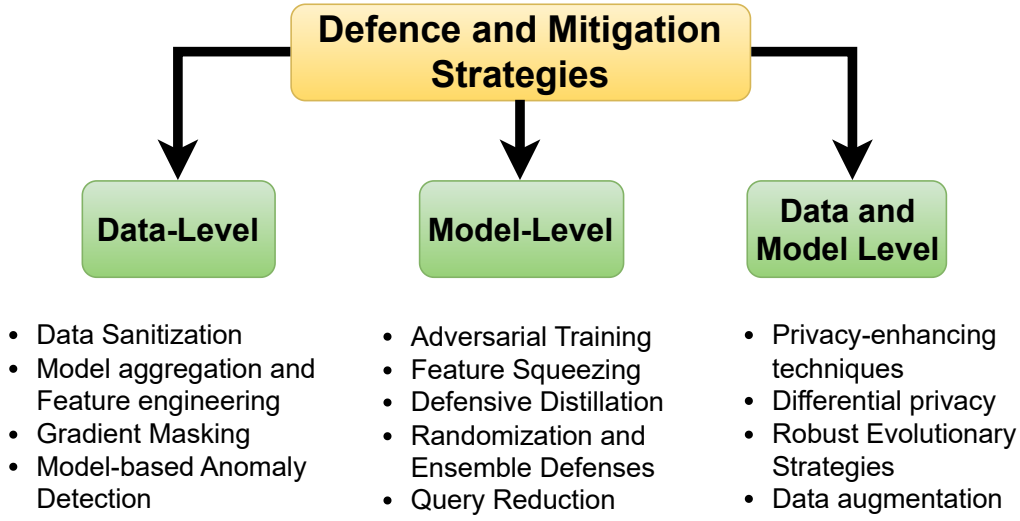 Defence and Mitigation
Strategies
Data-Level
• Data Sanitization
• Model aggregation and
Feature engineering
• Gradient Masking
• Model-based Anomaly
Detection
Model-Level
• Adversarial Training
• Feature Squeezing
• Defensive Distillation
• Randomization and
Ensemble Defenses
• Query Reduction
Data and
Model Level
• Privacy-enhancing
techniques
• Differential privacy
• Robust Evolutionary
Strategies
• Data augmentation